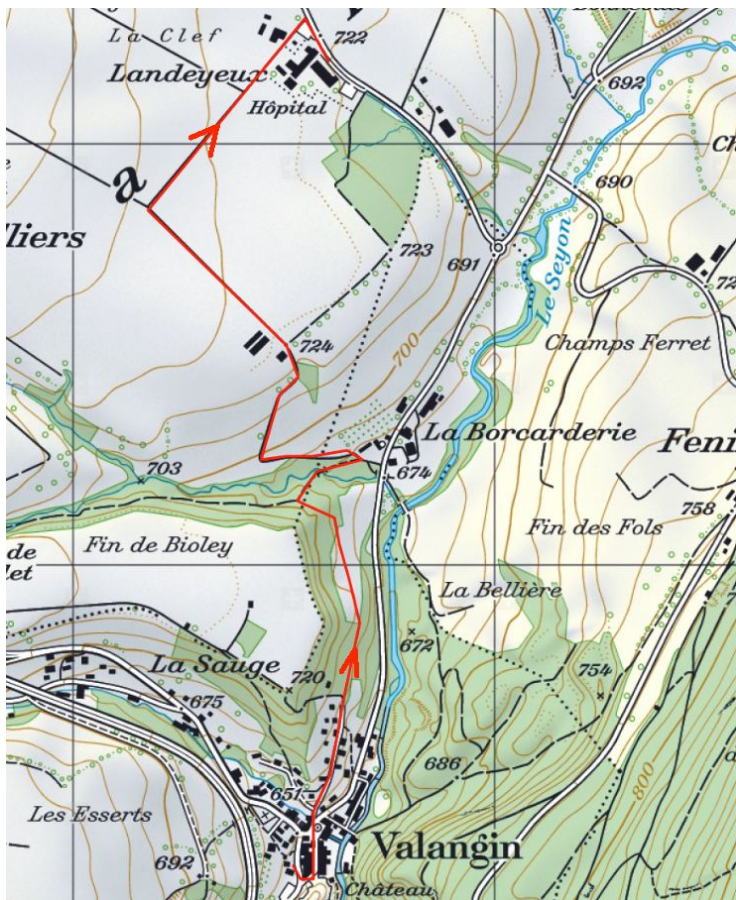 La Clef
722
Landeyeux
Hôpital
692
a
690
lliers
723
691
Le Seyon
724
700
Champs Ferret
La Borcarderie
Feni
703
674
758
Fin de Bioley
Fin des Fols
de
let
La Bellière
672
La Sauge
720
754
675
686
651
800
Les Esserts
Valangin
692
Château